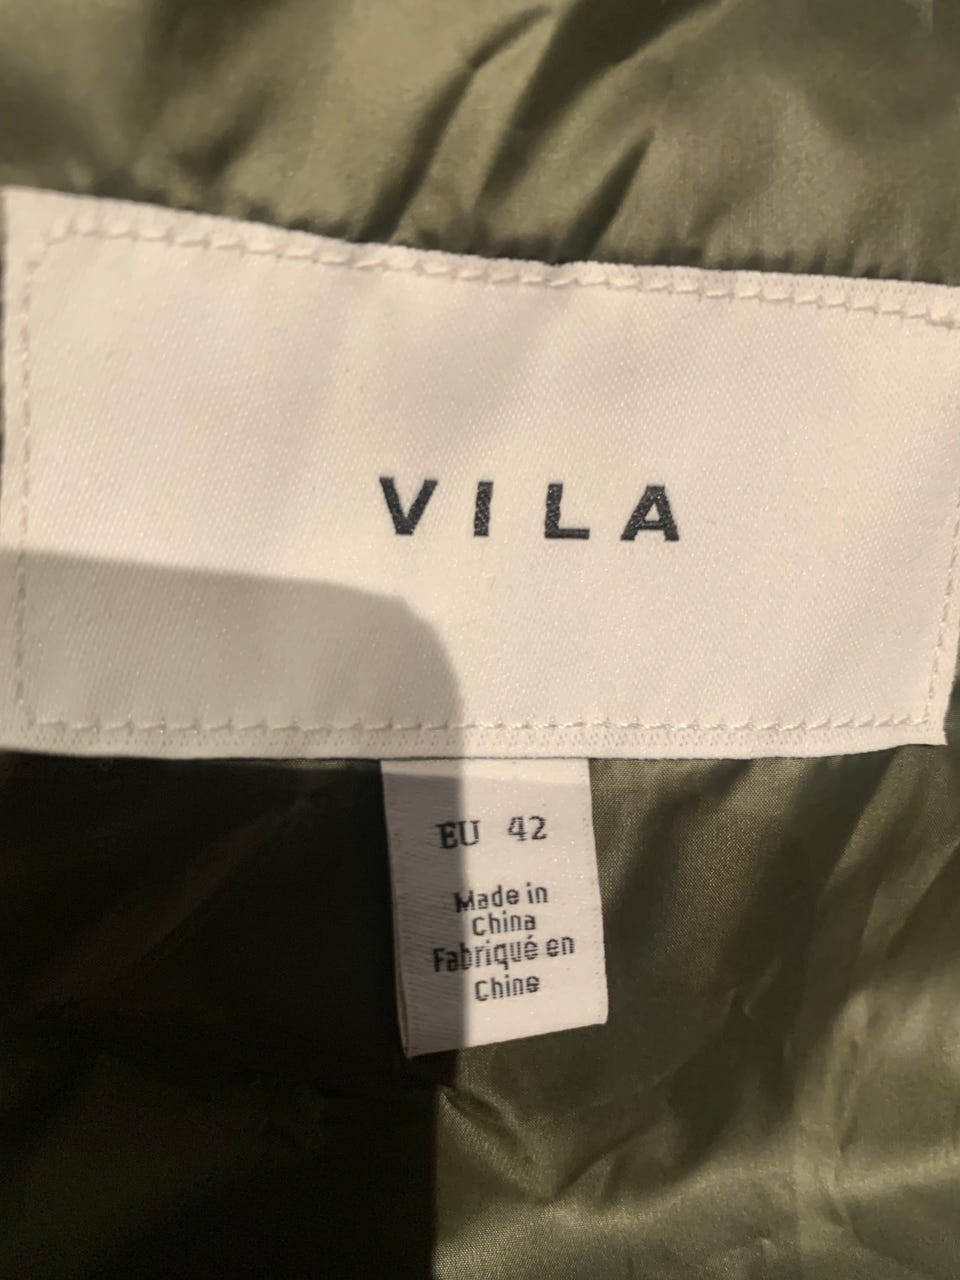 VILA
EU 42
Made in
China
Fabriqué en
Chine